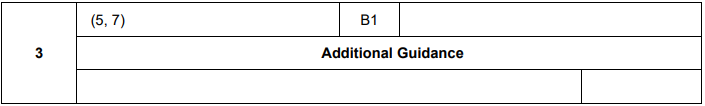 (5, 7) B1
3
Additional Guidance